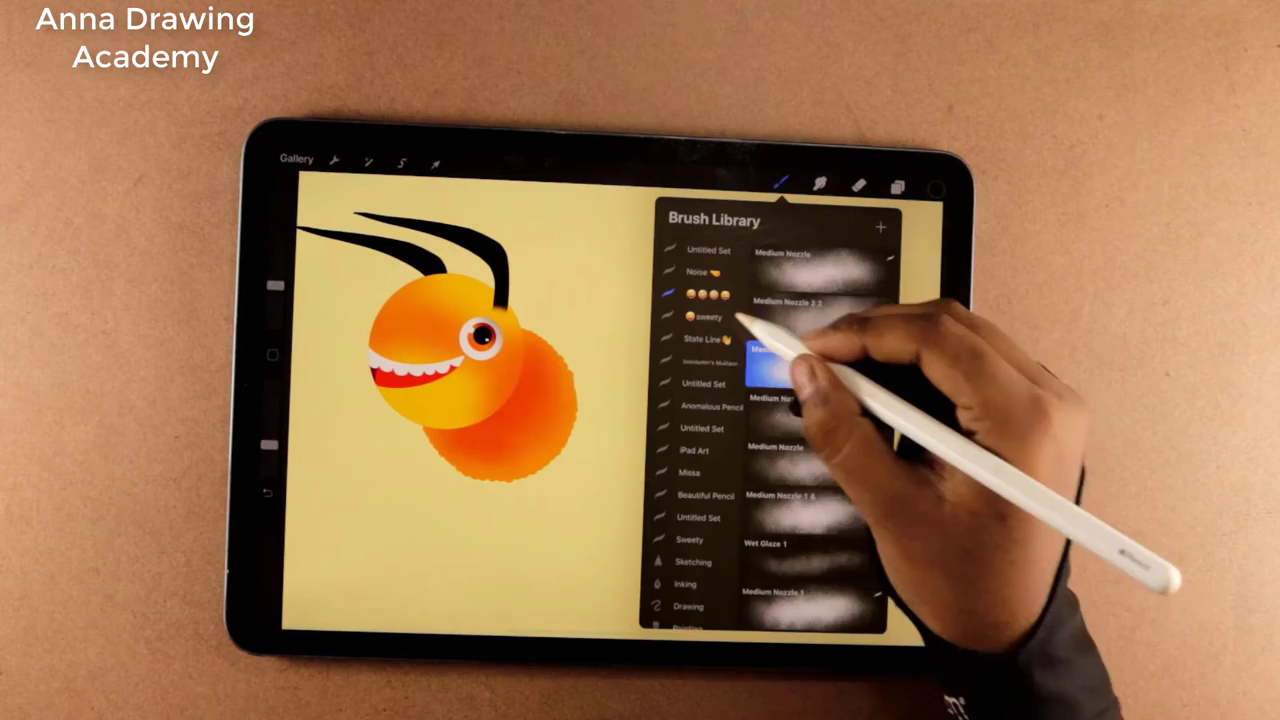 Anna Drawing
Academy
Gallery
Brush Library
Untitled Set
Noise
sweety
State Line
Untitled Set
Anomalous Pencil
Untitled Set
iPad Art
Missa
Beautiful Pencil
Untitled Set
Sweety
Sketching
Inking
Drawing
Painting
Medium Nozzle
Medium Nozzle 2 2
Medium Nozzle
Medium Nozzle 1
Wet Glaze 1
Medium Nozzle 1